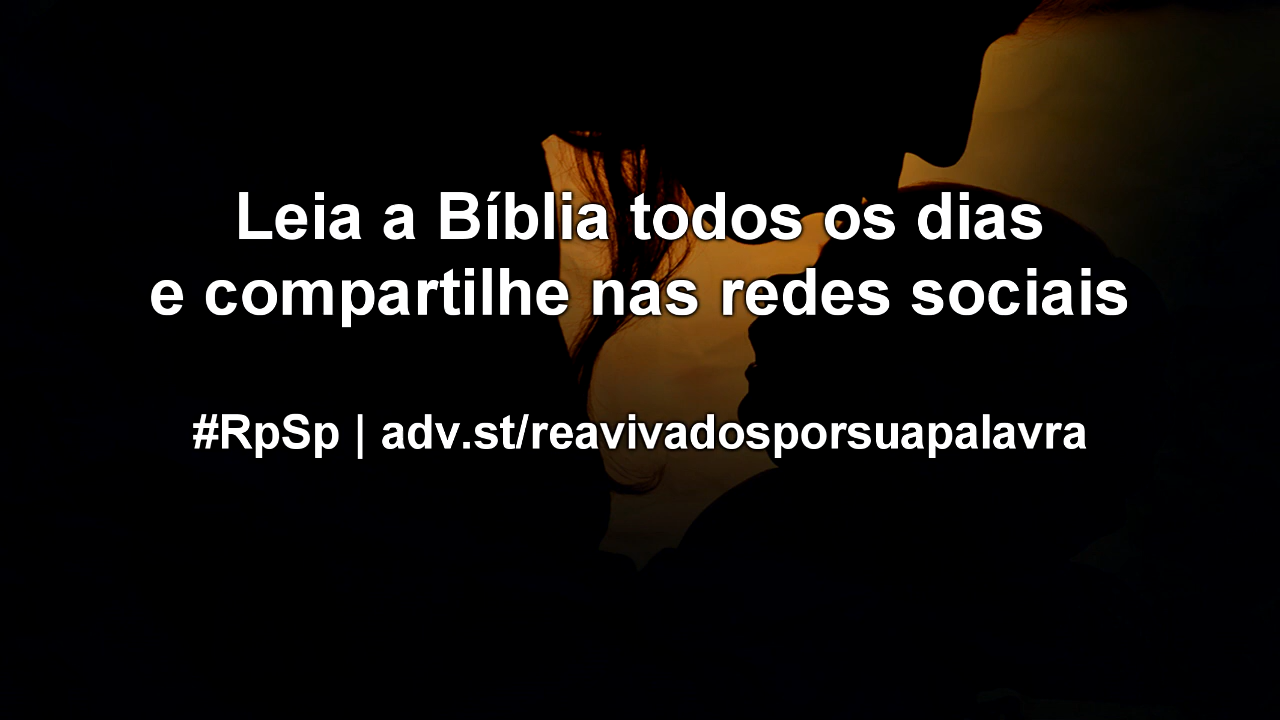 Leia a Bíblia todos os dias
e compartilhe nas redes sociais
#RpSp | adv.st/reavivadosporsuapalavra